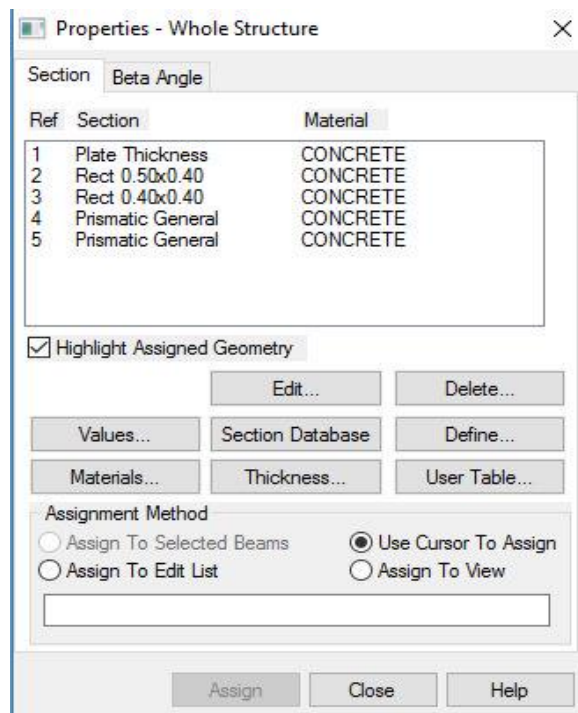 Properties - Whole Structure
Section Beta Angle
Ref Section Material
1 Plate Thickness CONCRETE
2 Rect 0.50x0.40 CONCRETE
3 Rect 0.40x0.40 CONCRETE
4 Prismatic General CONCRETE
5 Prismatic General CONCRETE
Highlight Assigned Geometry
Edit... Delete...
Values... Section Database Define...
Materials... Thickness... User Table...
Assignment Method
Assign To Selected Beams Use Cursor To Assign
Assign To Edit List Assign To View
Assign Close Help